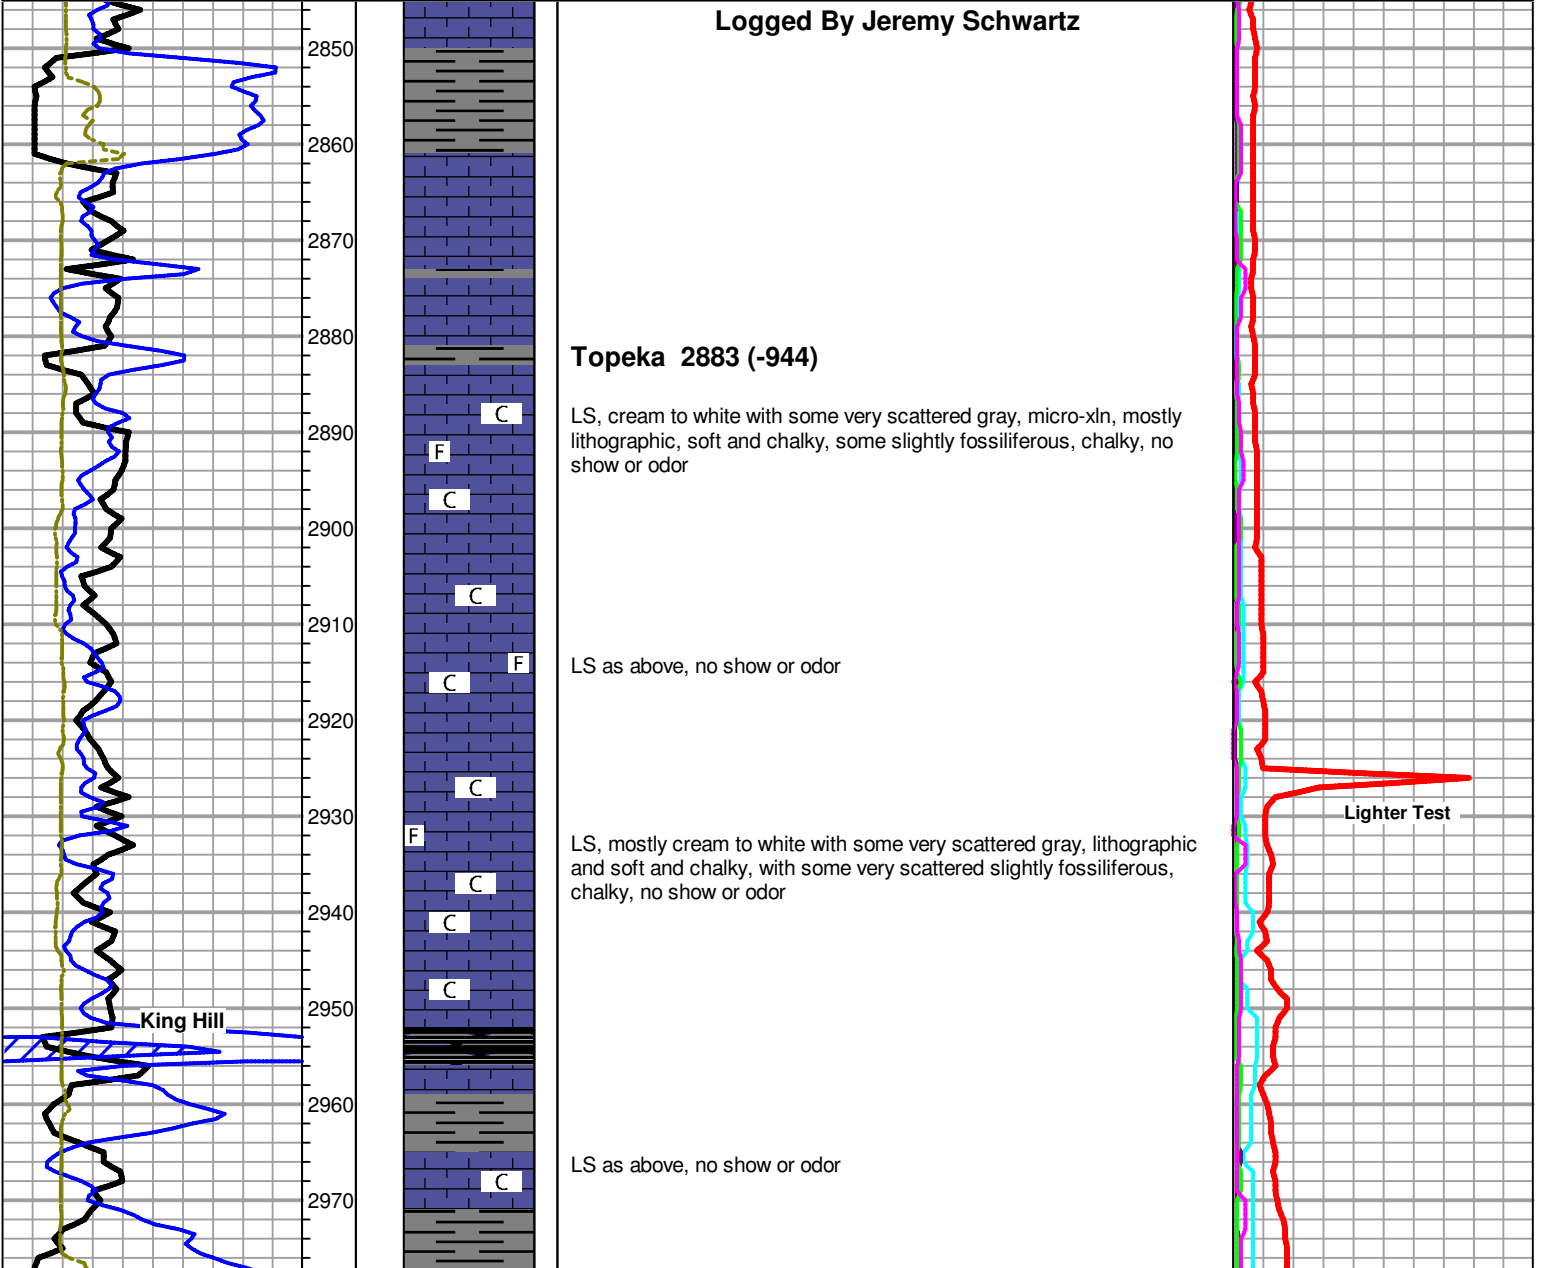 Logged By Jeremy Schwartz
2850
2860
2870
2880
Topeka 2883 (-944)
C
LS, cream to white with some very scattered gray, micro-xln, mostly
lithographic, soft and chalky, some slightly fossiliferous, chalky, no
show or odor
2890
F
C
2900
C
2910
F
LS as above, no show or odor
C
2920
C
2930
Lighter Test
F
LS, mostly cream to white with some very scattered gray, lithographic
and soft and chalky, with some very scattered slightly fossiliferous,
chalky, no show or odor
C
2940
C
C
2950
King Hill
2960
LS as above, no show or odor
C
2970